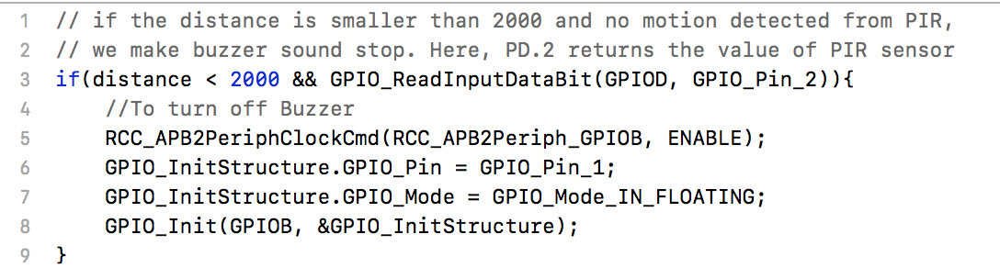 1 // if the distance is smaller than 2000 and no motion detected from PIR,
2 // we make buzzer sound stop. Here, PD.2 returns the value of PIR sensor
3 if(distance < 2000 && GPIO_ReadInputDataBit(GPIOD, GPIO_Pin_2)){
4     //To turn off Buzzer
5     RCC_APB2PeriphClockCmd(RCC_APB2Periph_GPIOB, ENABLE);
6     GPIO_InitStructure.GPIO_Pin = GPIO_Pin_1;
7     GPIO_InitStructure.GPIO_Mode = GPIO_Mode_IN_FLOATING;
8     GPIO_Init(GPIOB, &GPIO_InitStructure);
9 }